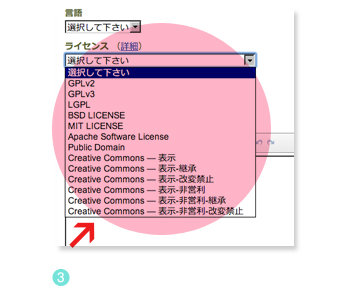 言語
選択して下さい
ライセンス （詳細）
選択して下さい
選択して下さい
GPLv2
GPLv3
LGPL
BSD LICENSE
MIT LICENSE
Apache Software License
Public Domain
Creative Commons — 表示
Creative Commons — 表示-継承
Creative Commons — 表示-改変禁止
Creative Commons — 表示-非営利
Creative Commons — 表示-非営利-継承
Creative Commons — 表示-非営利-改変禁止
3